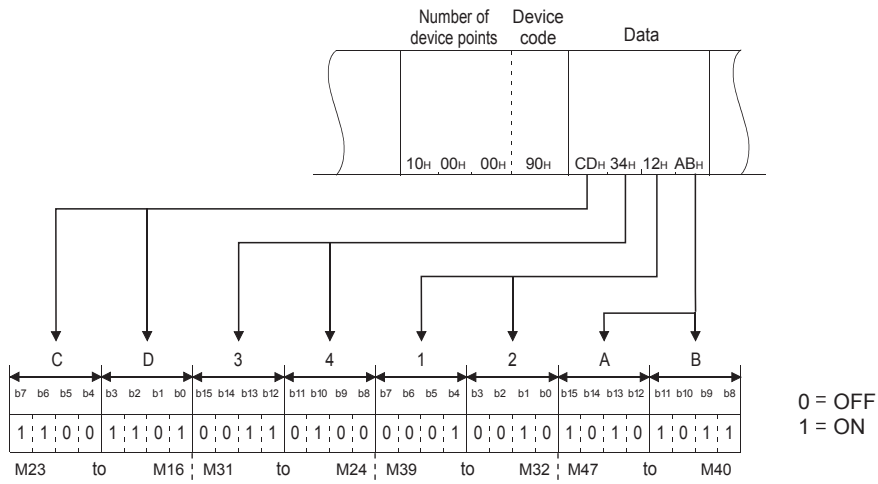 Number of device points Device code Data
10H 00H 00H 90H CDH 34H 12H ABH
C D 3 4 1 2 A B
b7 b6 b5 b4 b3 b2 b1 b0 b15 b14 b13 b12 b11 b10 b9 b8 b7 b6 b5 b4 b3 b2 b1 b0 b15 b14 b13 b12 b11 b10 b9 b8
1 1 0 0 1 1 0 1 0 0 1 1 0 1 0 0 0 0 0 1 0 0 1 0 1 0 1 0 1 0 1 1
M23 to M16 M31 to M24 M39 to M32 M47 to M40
0 = OFF
1 = ON